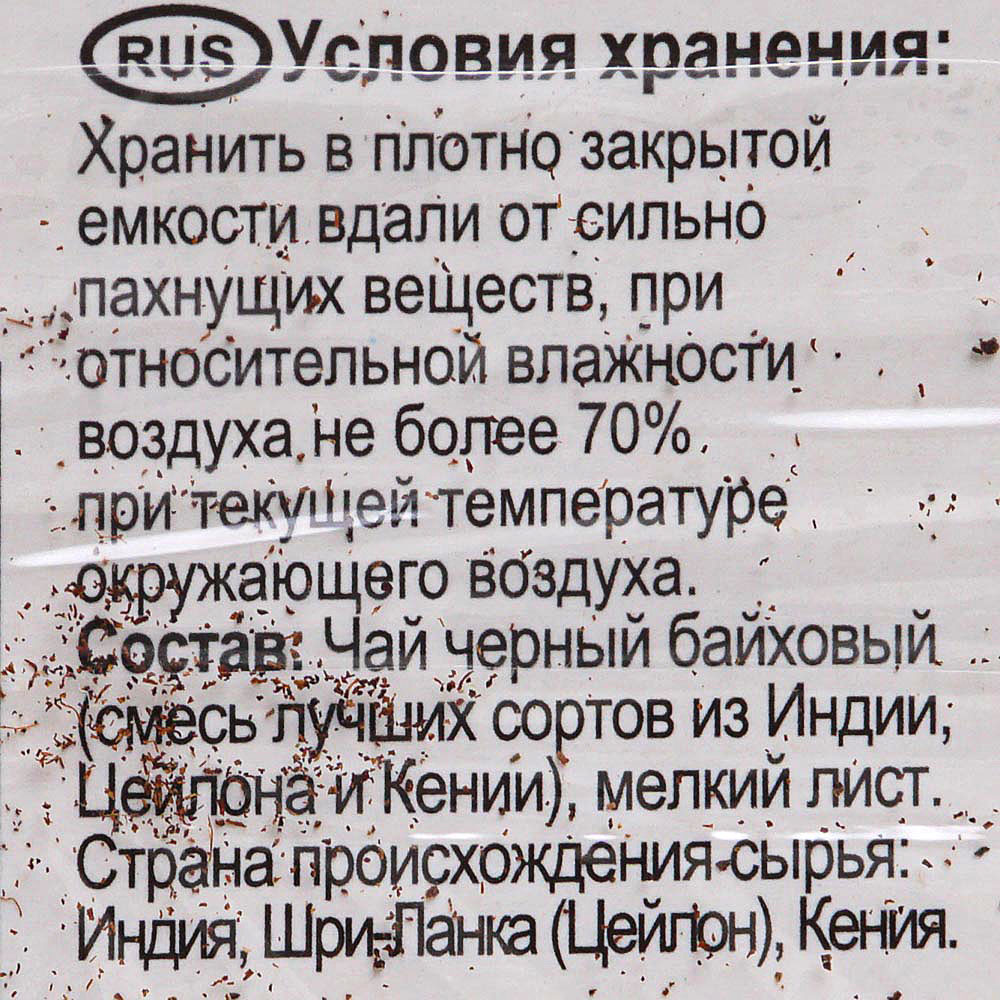 RUS Условия хранения:
Хранить в плотно закрытой
емкости вдали от сильно
пахнущих веществ, при
относительной влажности
воздуха не более 70%,
при текущей температуре
окружающего воздуха.
Состав: Чай черный байховый
(смесь лучших сортов из Индии,
Цейлона и Кении), мелкий лист.
Страна происхождения сырья:
Индия, Шри-Ланка (Цейлон), Кения.